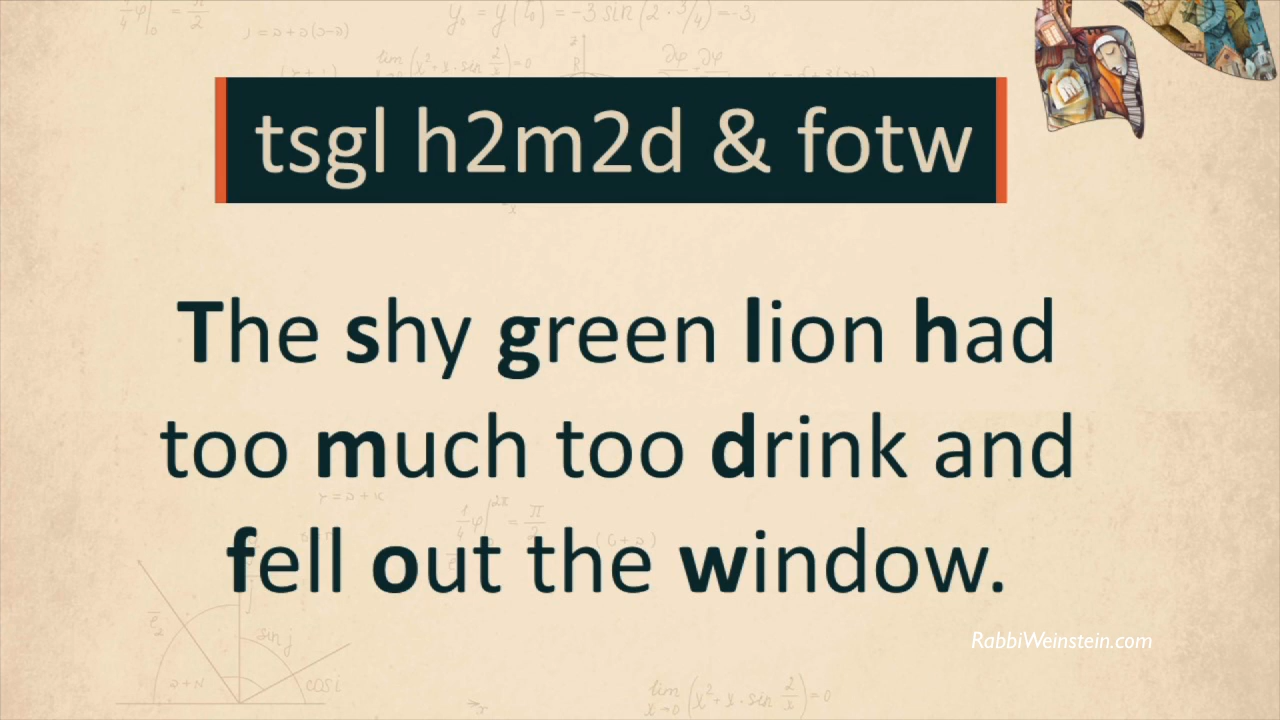 tsgl h2m2d & fotw
The shy green lion had
too much too drink and
fell out the window.
RabbiWeinstein.com